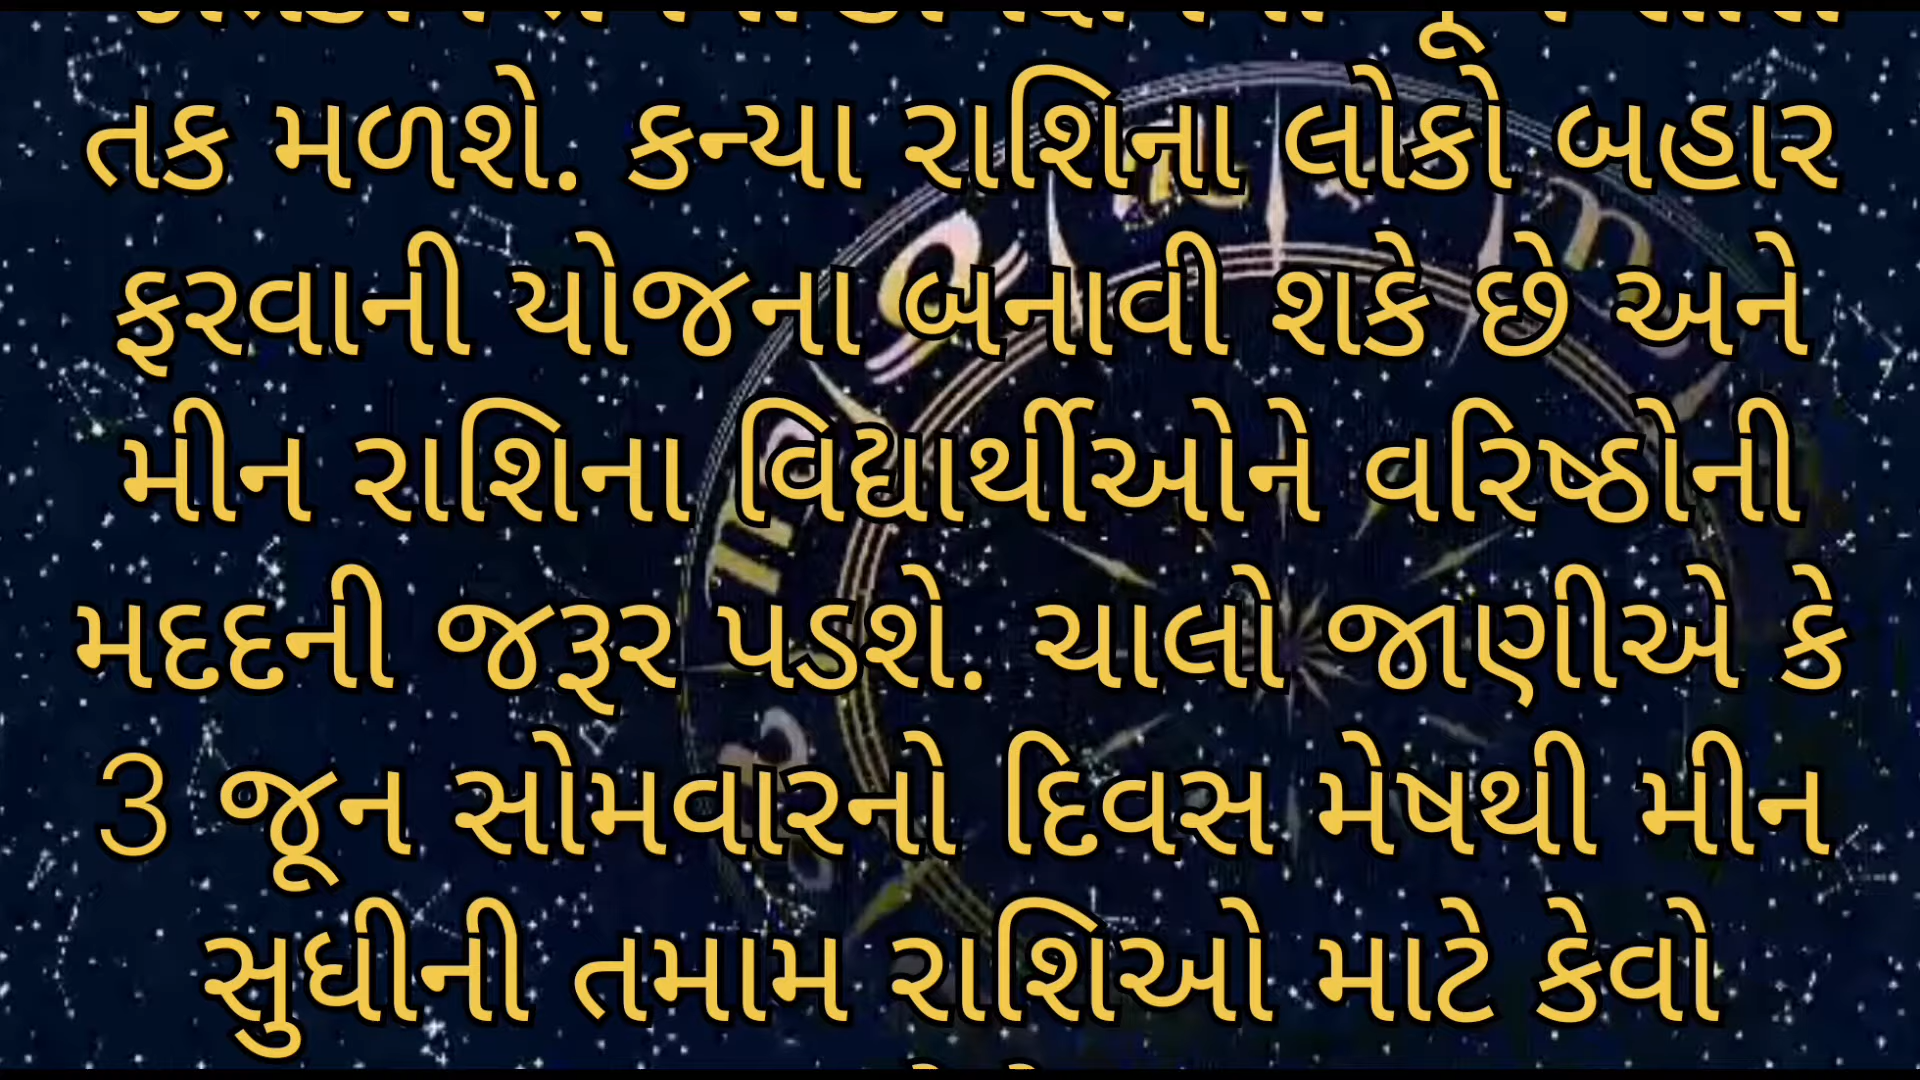 તક મળશે. કન્યા રાશિના લોકો બહાર
ફરવાની યોજના બનાવી શકે છે અને
મીન રાશિના વિદ્યાર્થીઓને વરિષ્ઠોની
મદદની જરૂર પડશે. ચાલો જાણીએ કે
3 જૂન સોમવારનો દિવસ મેષથી મીન
સુધીની તમામ રાશિઓ માટે કેવો